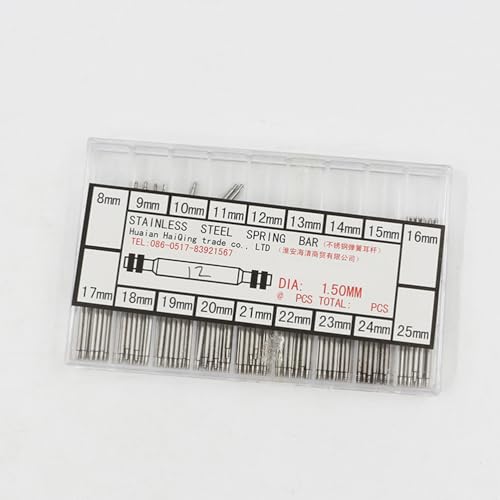 8mm 9mm 10mm 11mm 12mm 13mm 14mm 15mm 16mm
STAINLESS STEEL SPRING BAR(不锈钢弹簧耳杆)
Huaian HaiQing trade co., LTD (淮安海清商贸有限公司)
TEL:086-0517-83921567
12
DIA: 1.50MM
@ PCS TOTAL: PCS
17mm 18mm 19mm 20mm 21mm 22mm 23mm 24mm 25mm